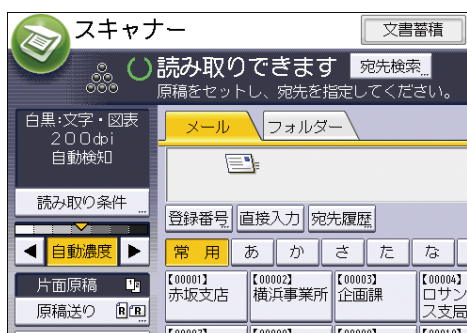 スキャナー
文書蓄積
読み取りできます
宛先検索
原稿をセットし、宛先を指定してください。
白黒:文字・図表
200dpi
自動検知
読み取り条件
自動濃度
片面原稿
原稿送り
メール
フォルダー
登録番号
直接入力
宛先履歴
常用
あ
か
さ
た
な
【00001】
赤坂支店
【00002】
横浜事業所
【00003】
企画課
【00004】
ロサン
ス支局